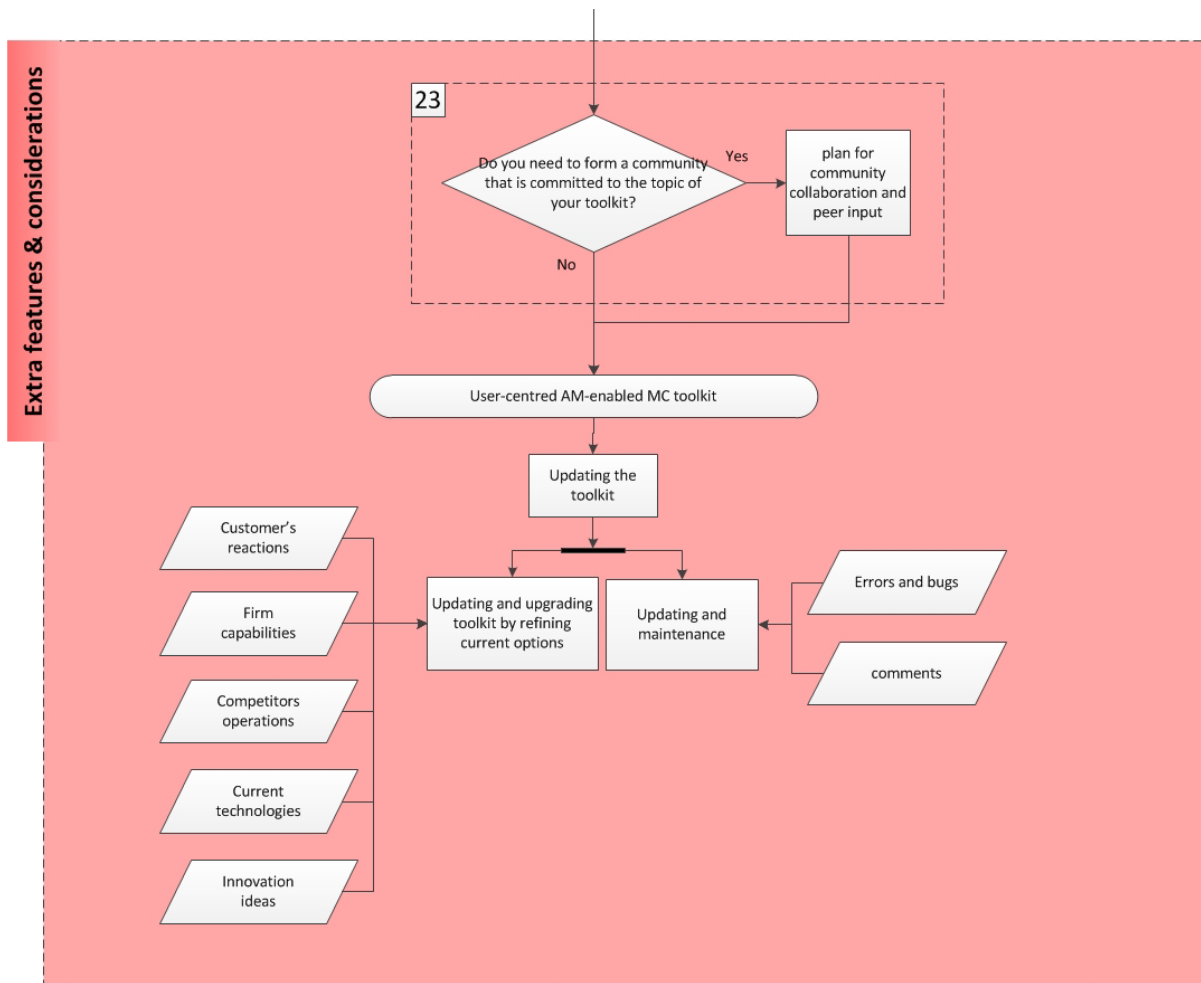 Extra features & considerations
23
Do you need to form a community
that is committed to the topic of
your toolkit?
Yes
plan for
community
collaboration and
peer input
No
User-centred AM-enabled MC toolkit
Updating the
toolkit
Customer’s
reactions
Firm
capabilities
Competitors
operations
Current
technologies
Innovation
ideas
Updating and upgrading
toolkit by refining
current options
Updating and
maintenance
Errors and bugs
comments